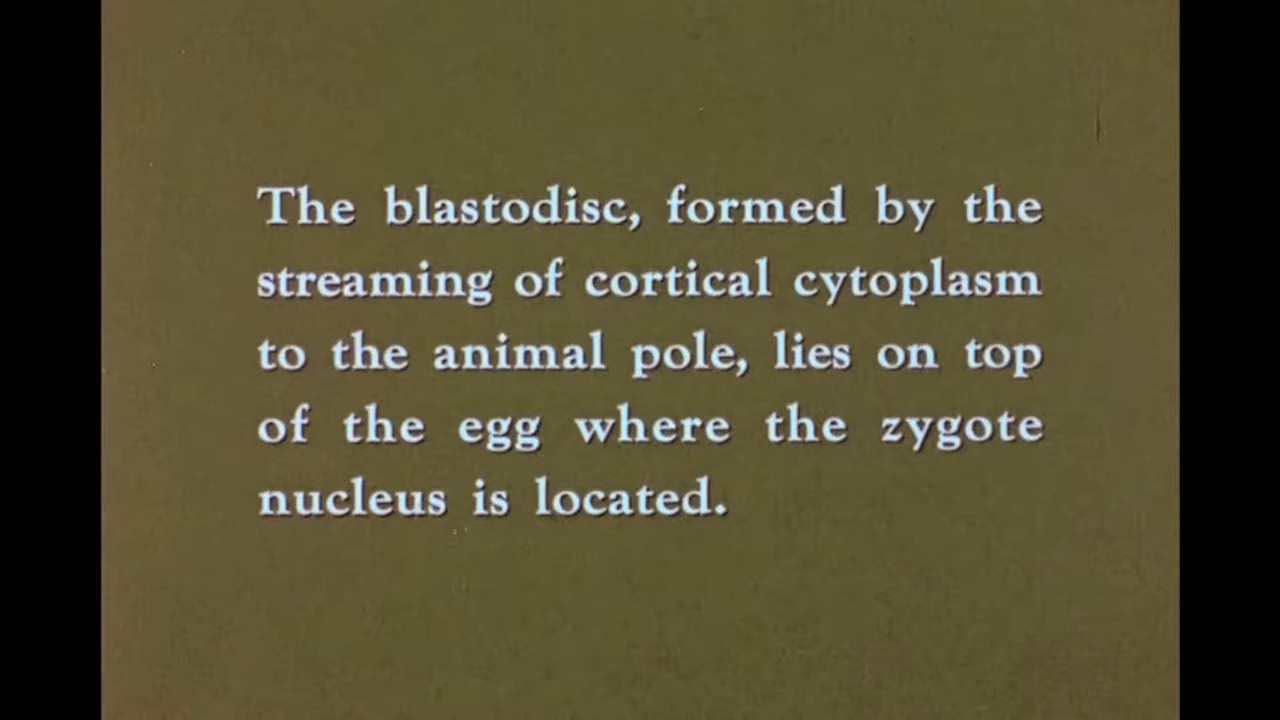 The blastodisc, formed by the
streaming of cortical cytoplasm
to the animal pole, lies on top
of the egg where the zygote
nucleus is located.